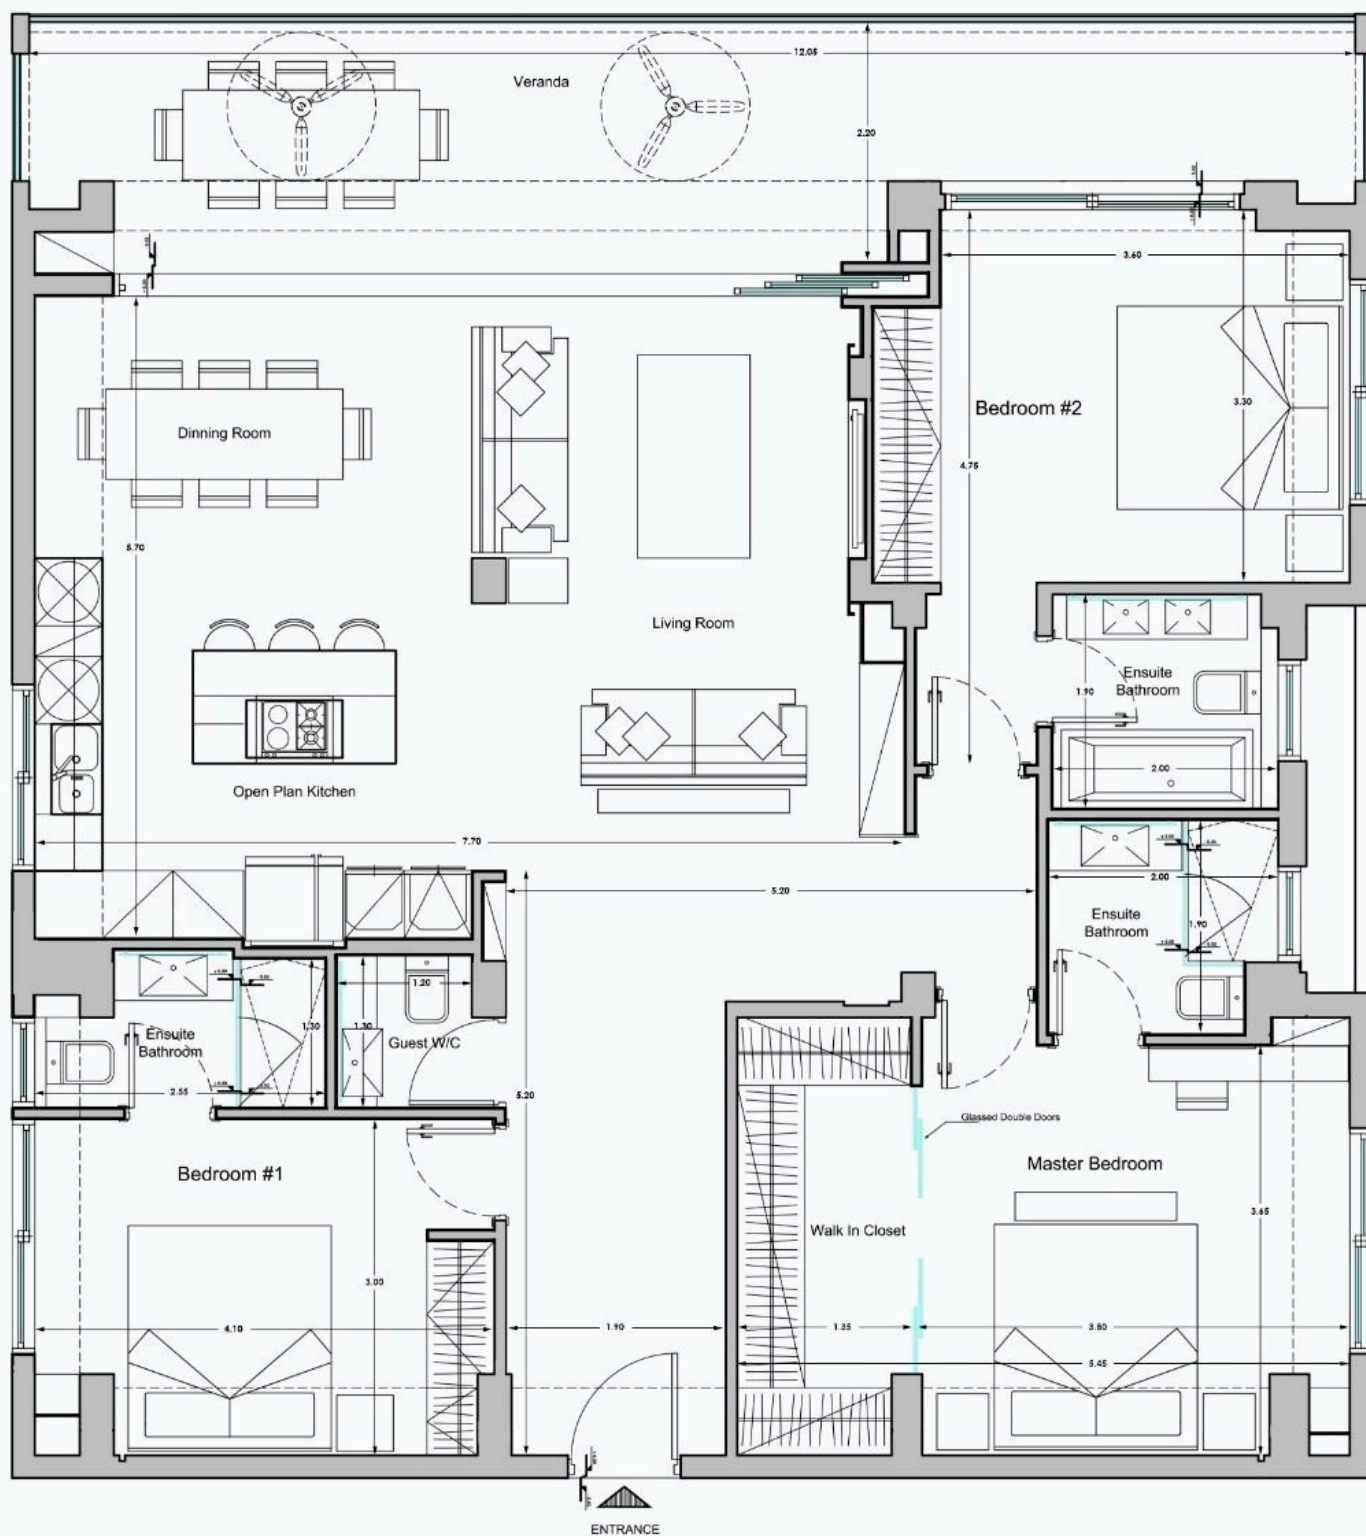 12.05
Veranda
2.20
3.60
Bedroom #2
3.30
Dinning Room
4.75
5.70
Living Room
Ensuite
Bathroom
1.90
2.00
Open Plan Kitchen
7.70
5.20
2.00
Ensuite
Bathroom
1.90
1.20
1.30
1.30
Ensuite
Bathroom
Guest W/C
2.55
5.20
Glassed Double Doors
Bedroom #1
Master Bedroom
3.65
Walk In Closet
3.00
4.10
1.90
1.35
3.80
5.45
ENTRANCE